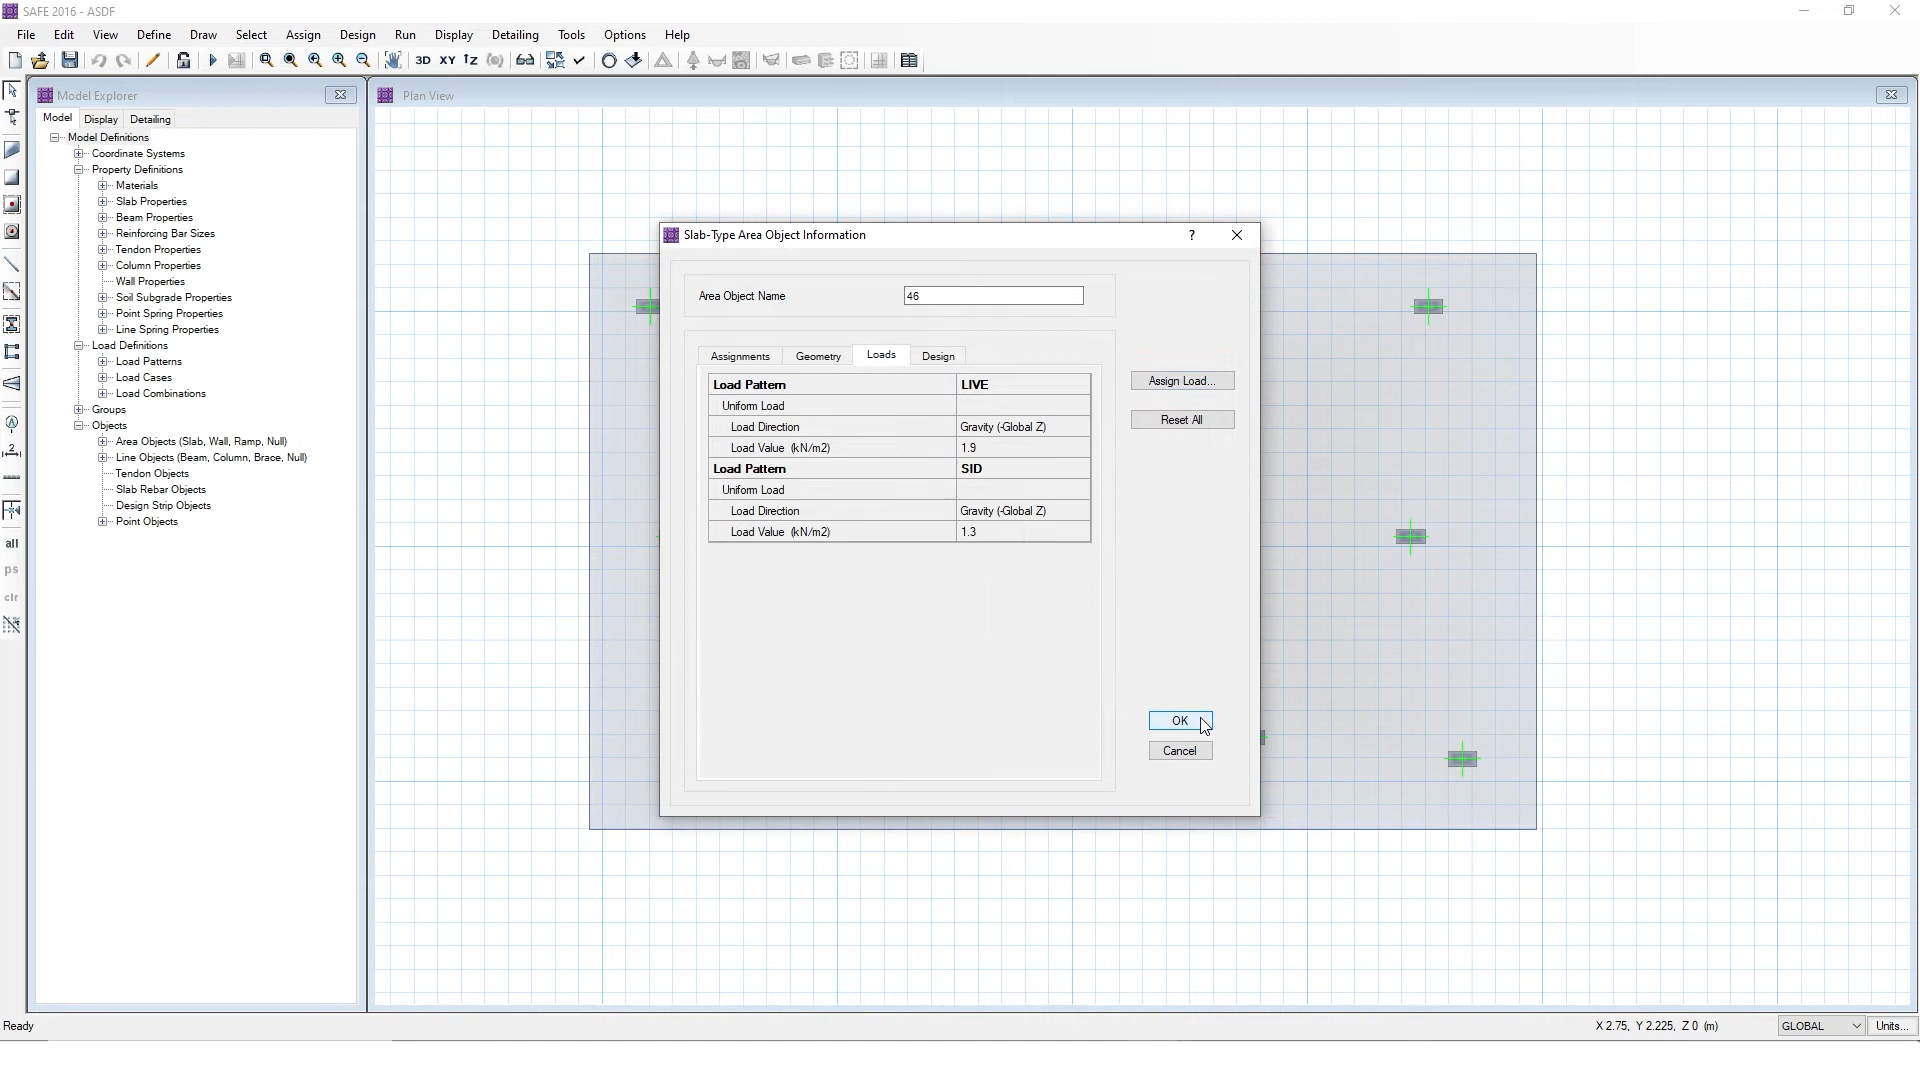 SAFE 2016 - ASDF
File Edit View Define Draw Select Assign Design Run Display Detailing Tools Options Help
3D XY
Model Explorer
Plan View
Model Display Detailing
Model Definitions
Coordinate Systems
Property Definitions
Materials
Slab Properties
Beam Properties
Reinforcing Bar Sizes
Tendon Properties
Column Properties
Wall Properties
Soil Subgrade Properties
Point Spring Properties
Line Spring Properties
Load Definitions
Load Patterns
Load Cases
Load Combinations
Groups
Objects
Area Objects (Slab, Wall, Ramp, Null)
Line Objects (Beam, Column, Brace, Null)
Tendon Objects
Slab Rebar Objects
Design Strip Objects
Point Objects
all
ps
clr
Slab-Type Area Object Information
?
Area Object Name 46
Assignments Geometry Loads Design
Load Pattern LIVE
Uniform Load
Load Direction Gravity (-Global Z)
Load Value (kN/m2) 1.9
Load Pattern SID
Uniform Load
Load Direction Gravity (-Global Z)
Load Value (kN/m2) 1.3
Assign Load...
Reset All
OK
Cancel
Ready
X 2.75, Y 2.225, Z 0 (m)
GLOBAL
Units...